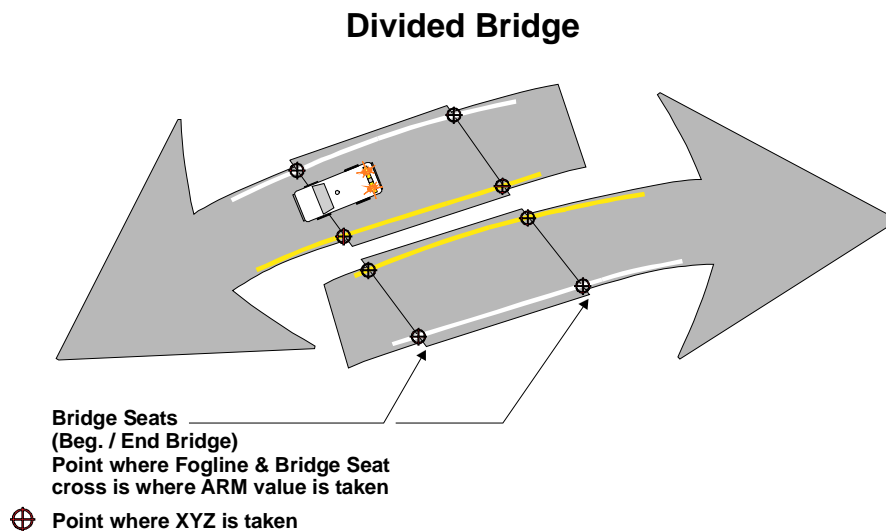 Divided Bridge
Bridge Seats
(Beg. / End Bridge)
Point where Fogline & Bridge Seat
cross is where ARM value is taken
Point where XYZ is taken